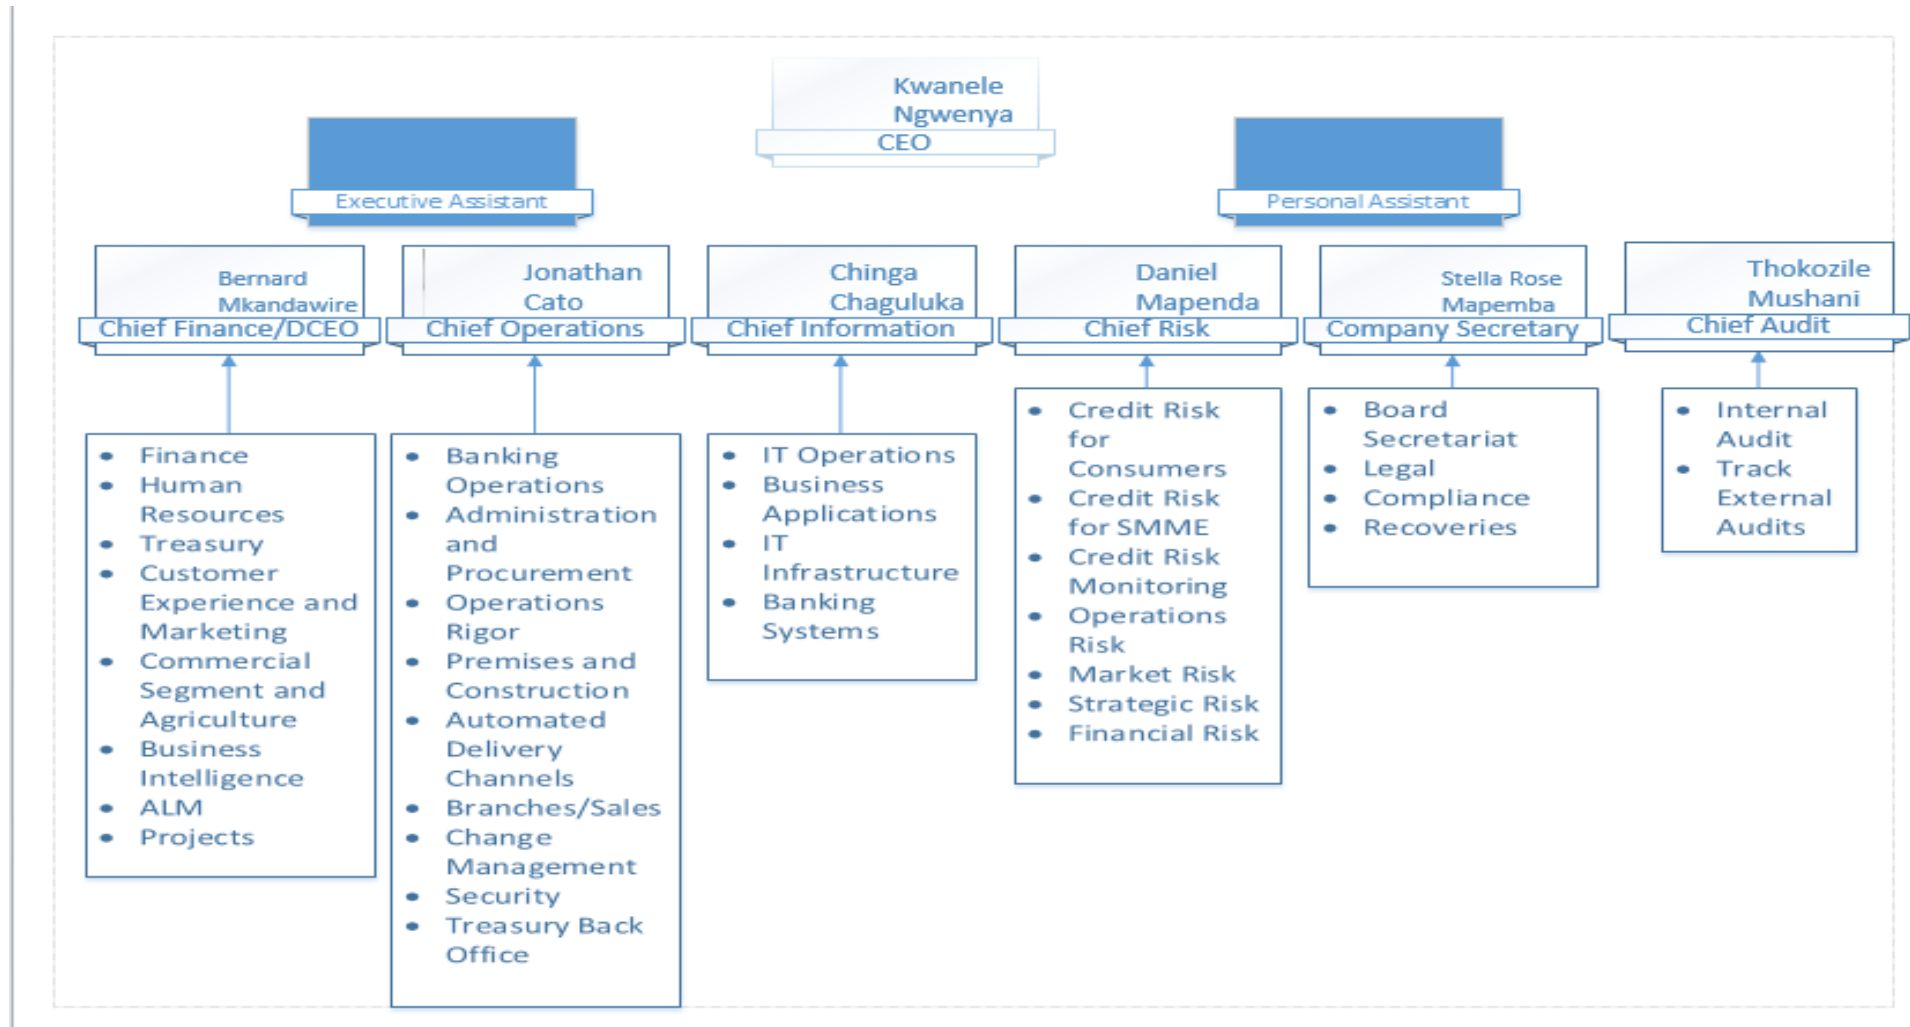 Kwanele
Ngwenya
CEO
Executive Assistant
Personal Assistant
Bernard
Mkandawire
Chief Finance/DCEO
Jonathan
Cato
Chief Operations
Chinga
Chaguluka
Chief Information
Daniel
Mapenda
Chief Risk
Stella Rose
Mapemba
Company Secretary
Thokozile
Mushani
Chief Audit
• Finance
• Human
Resources
• Treasury
• Customer
Experience and
Marketing
• Commercial
Segment and
Agriculture
• Business
Intelligence
• ALM
• Projects
• Banking
Operations
• Administration
and
Procurement
• Operations
Rigor
• Premises and
Construction
• Automated
Delivery
Channels
• Branches/Sales
• Change
Management
• Security
• Treasury Back
Office
• IT Operations
• Business
Applications
• IT
Infrastructure
• Banking
Systems
• Credit Risk
for
Consumers
• Credit Risk
for SMME
• Credit Risk
Monitoring
• Operations
Risk
• Market Risk
• Strategic Risk
• Financial Risk
• Board
Secretariat
• Legal
• Compliance
• Recoveries
• Internal
Audit
• Track
External
Audits